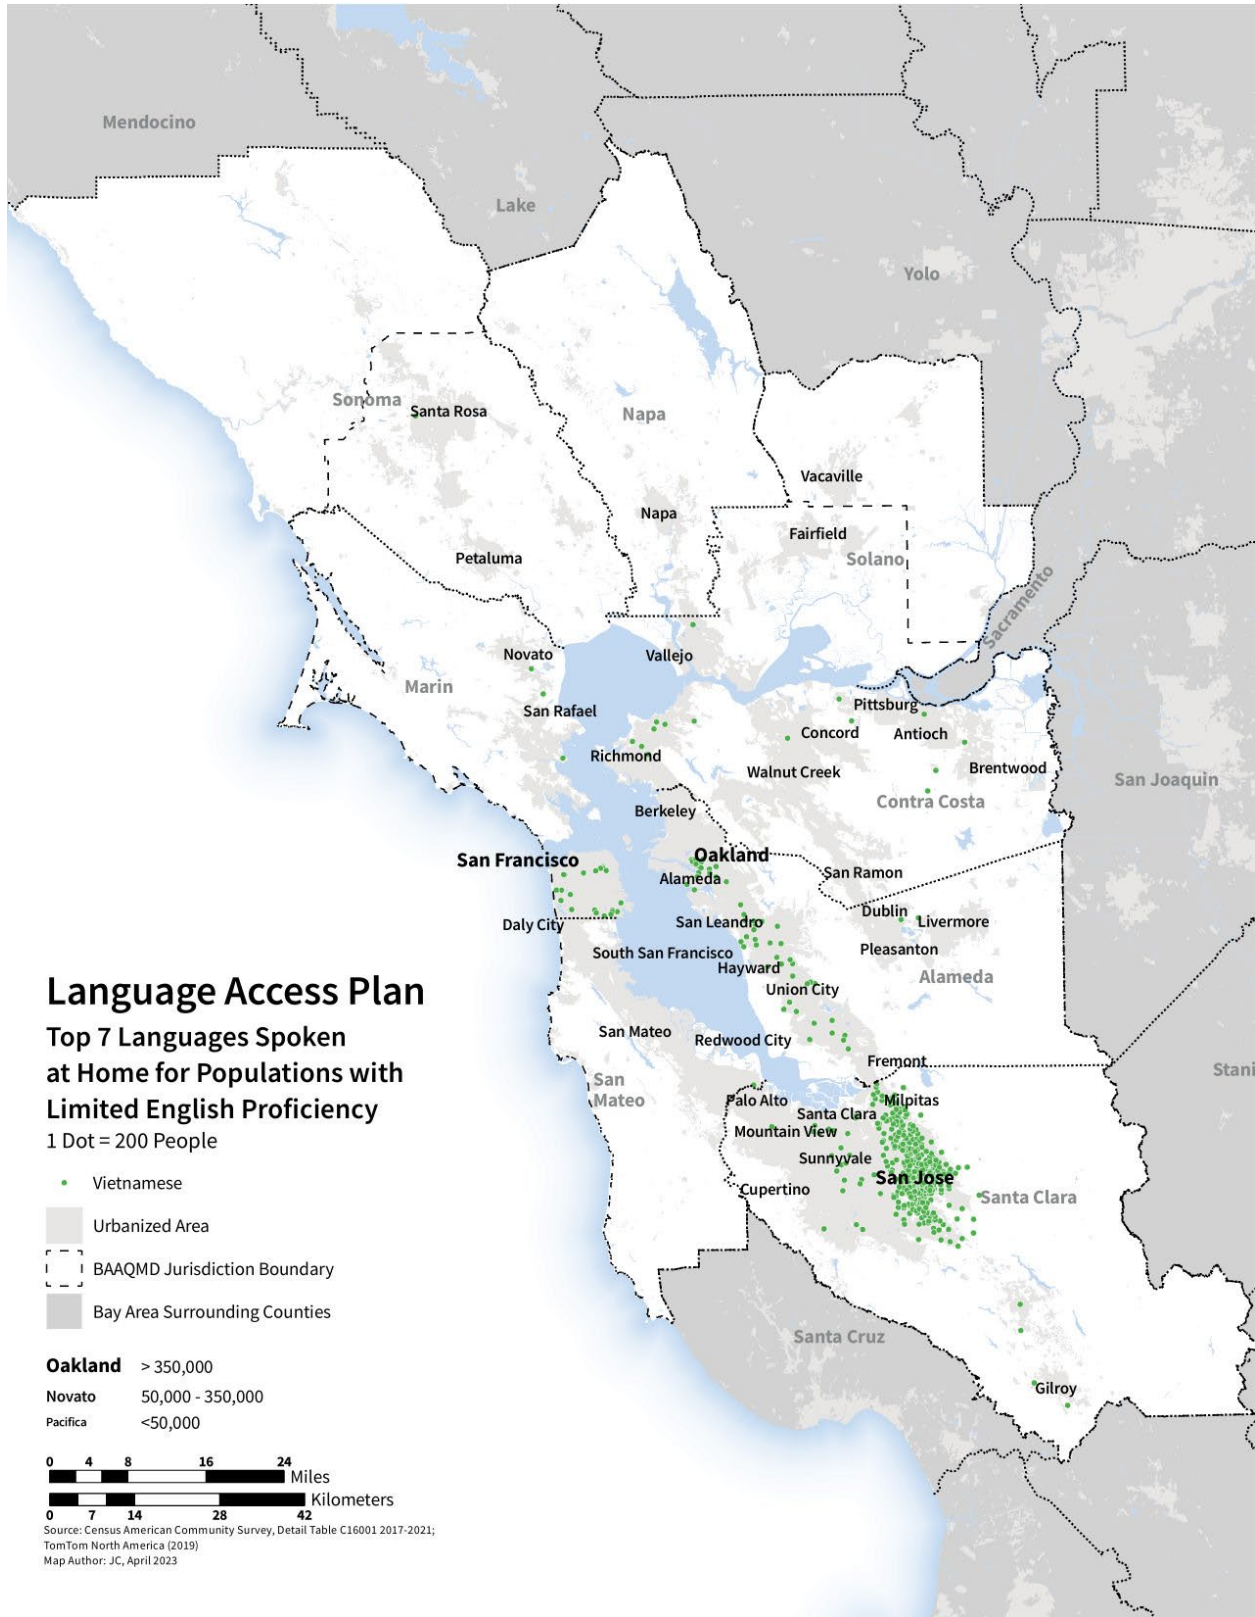 Mendocino
Lake
Yolo
Sonoma
Santa Rosa
Napa
Vacaville
Napa
Fairfield
Solano
Petaluma
Sacramento
Novato
Vallejo
Marin
San Rafael
Pittsburg
Concord
Antioch
Richmond
Walnut Creek
Brentwood
San Joaquin
Contra Costa
Berkeley
San Francisco
Oakland
Alameda
San Ramon
Daly City
San Leandro
Dublin
Livermore
South San Francisco
Pleasanton
Hayward
Alameda
Union City
San Mateo
Redwood City
Fremont
San
Mateo
Stani
Palo Alto
Milpitas
Santa Clara
Mountain View
Sunnyvale
San Jose
Cupertino
Santa Clara
Santa Cruz
Gilroy
Language Access Plan
Top 7 Languages Spoken
at Home for Populations with
Limited English Proficiency
1 Dot = 200 People
Vietnamese
Urbanized Area
BAAQMD Jurisdiction Boundary
Bay Area Surrounding Counties
Oakland > 350,000
Novato 50,000 - 350,000
Pacifica <50,000
0 4 8 16 24
Miles
Kilometers
0 7 14 28 42
Source: Census American Community Survey, Detail Table C16001 2017-2021;
TomTom North America (2019)
Map Author: JC, April 2023